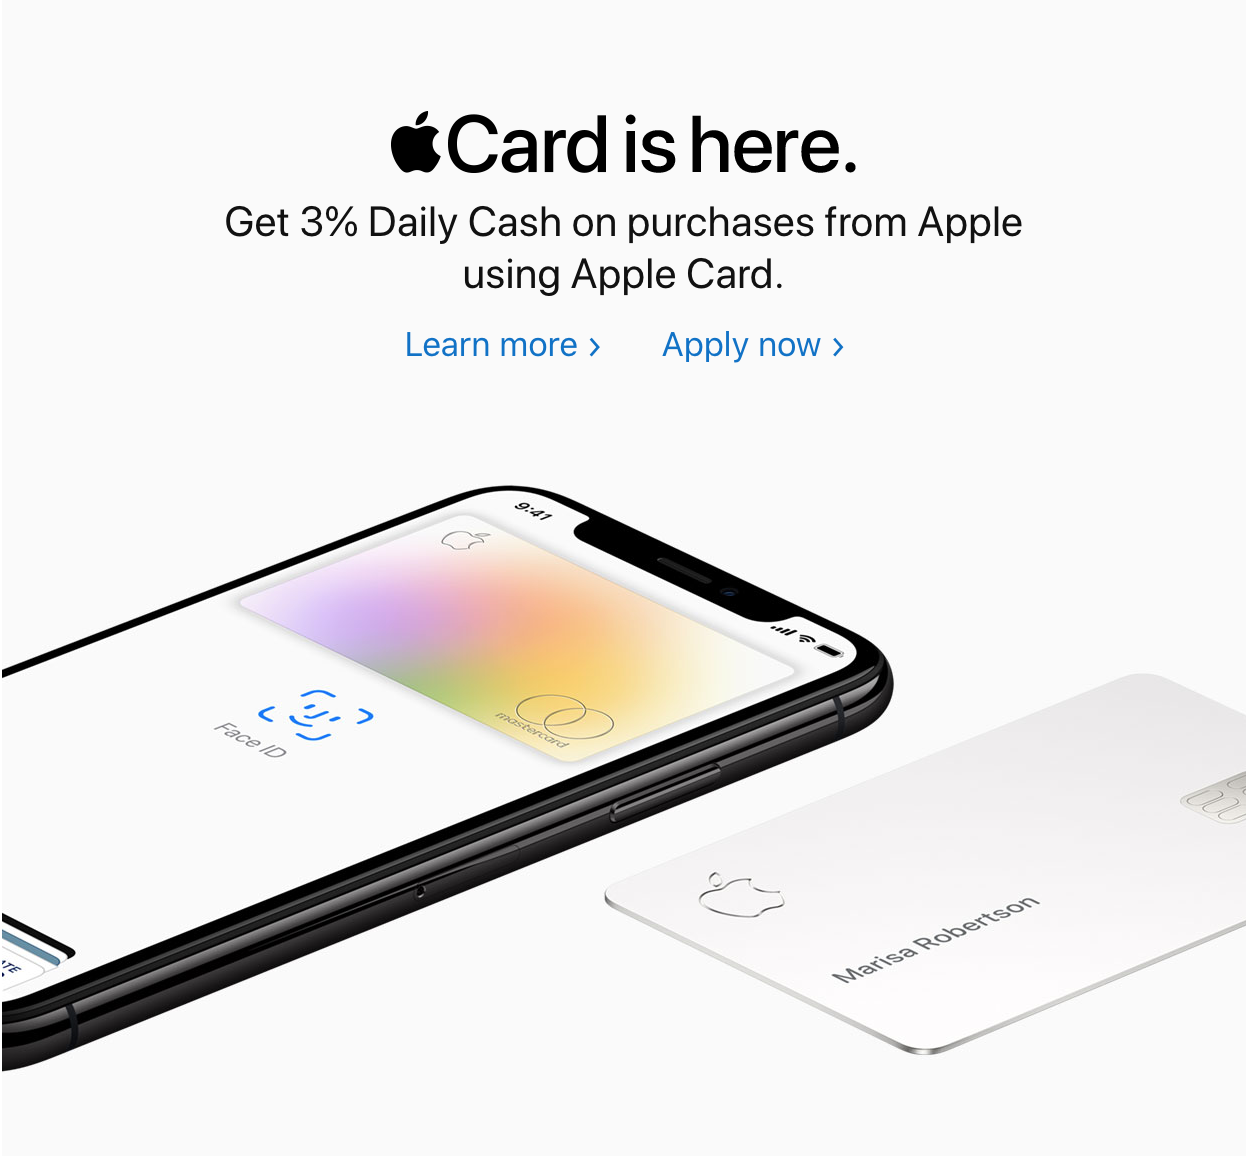 Card is here.
Get 3% Daily Cash on purchases from Apple
using Apple Card.
Learn more ›
Apply now ›
9:41
mastercard
Face ID
Marisa Robertson